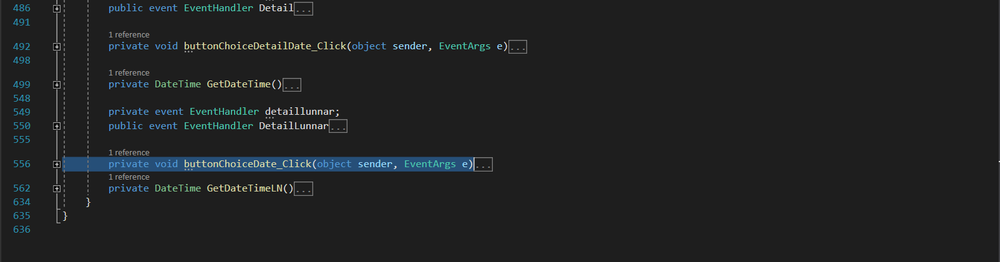 486 public event EventHandler Detail...
491
1 reference
492 private void buttonChoiceDetailDate_Click(object sender, EventArgs e)...
498
1 reference
499 private DateTime GetDateTime()...
548
549 private event EventHandler detaillunnar;
550 public event EventHandler DetailLunnar...
555
1 reference
556 private void buttonChoiceDate_Click(object sender, EventArgs e)...
1 reference
562 private DateTime GetDateTimeLN()...
634 }
635 }
636